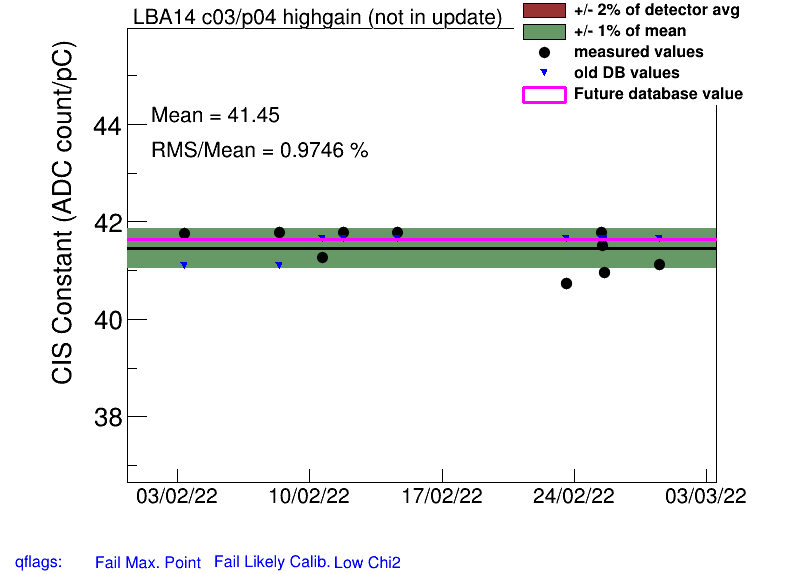 LBA14 c03/p04 highgain (not in update)
+/- 2% of detector avg
+/- 1% of mean
measured values
old DB values
Future database value
Mean = 41.45
RMS/Mean = 0.9746 %
CIS Constant (ADC count/pC)
44
42
40
38
03/02/22 10/02/22 17/02/22 24/02/22 03/03/22
qflags: Fail Max. Point Fail Likely Calib. Low Chi2